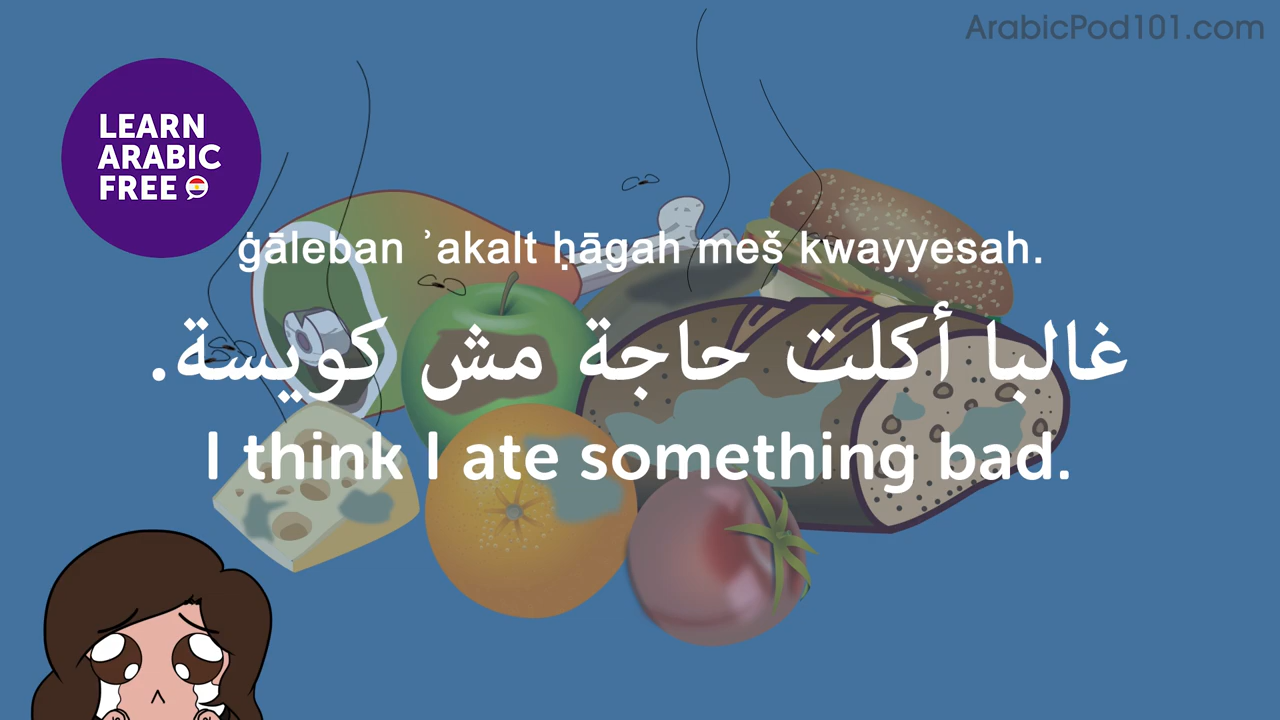 ArabicPod101.com
LEARN
ARABIC
FREE
ġāleban ʾakalt ḥāgah meš kwayyesah.
غالبا أكلت حاجة مش كويسة.
I think I ate something bad.